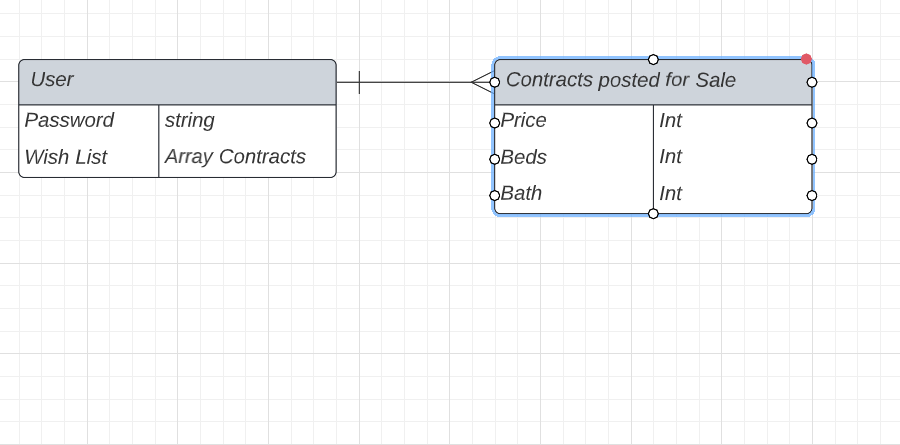 User
Password string
Wish List Array Contracts
Contracts posted for Sale
Price Int
Beds Int
Bath Int